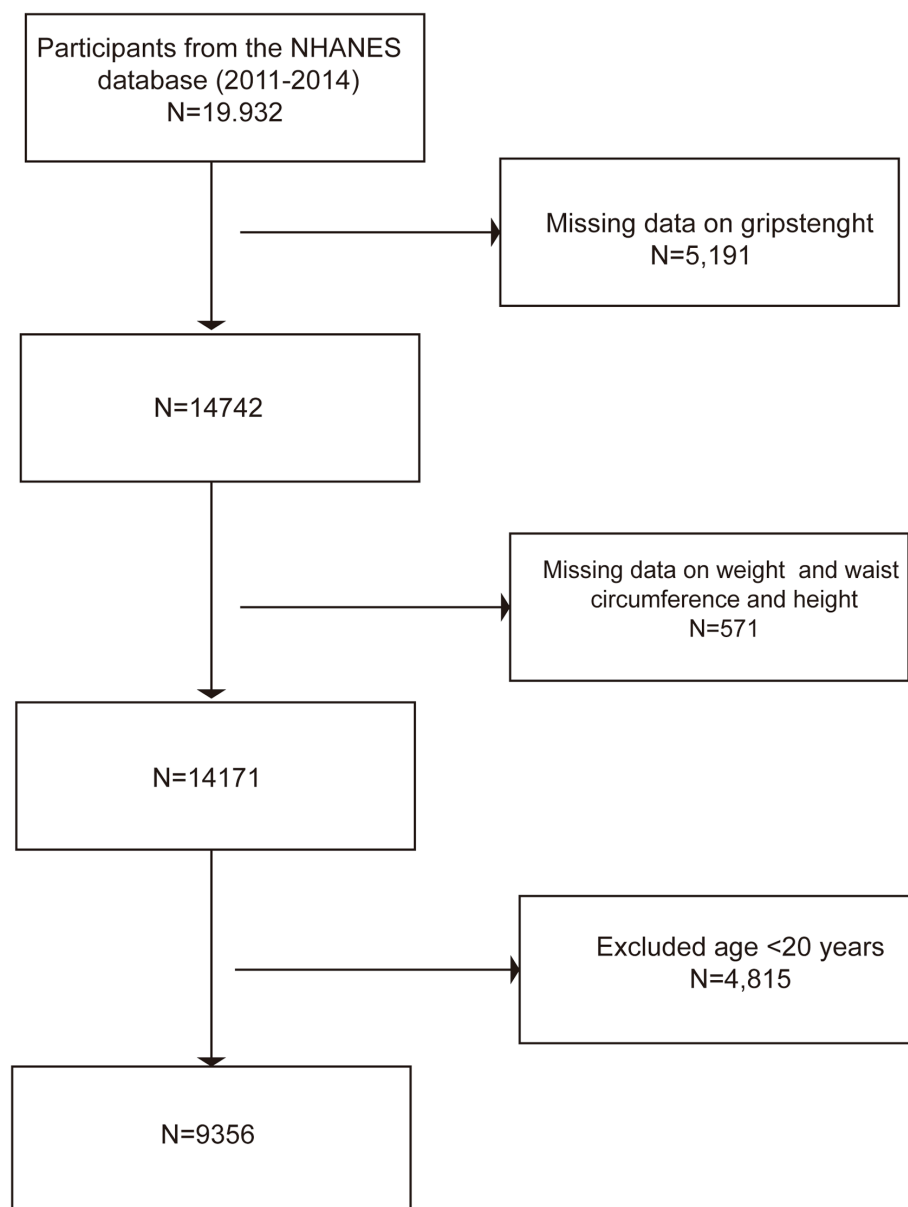 Participants from the NHANES
database (2011-2014)
N=19.932
Missing data on gripstenght
N=5,191
N=14742
Missing data on weight and waist
circumference and height
N=571
N=14171
Excluded age <20 years
N=4,815
N=9356